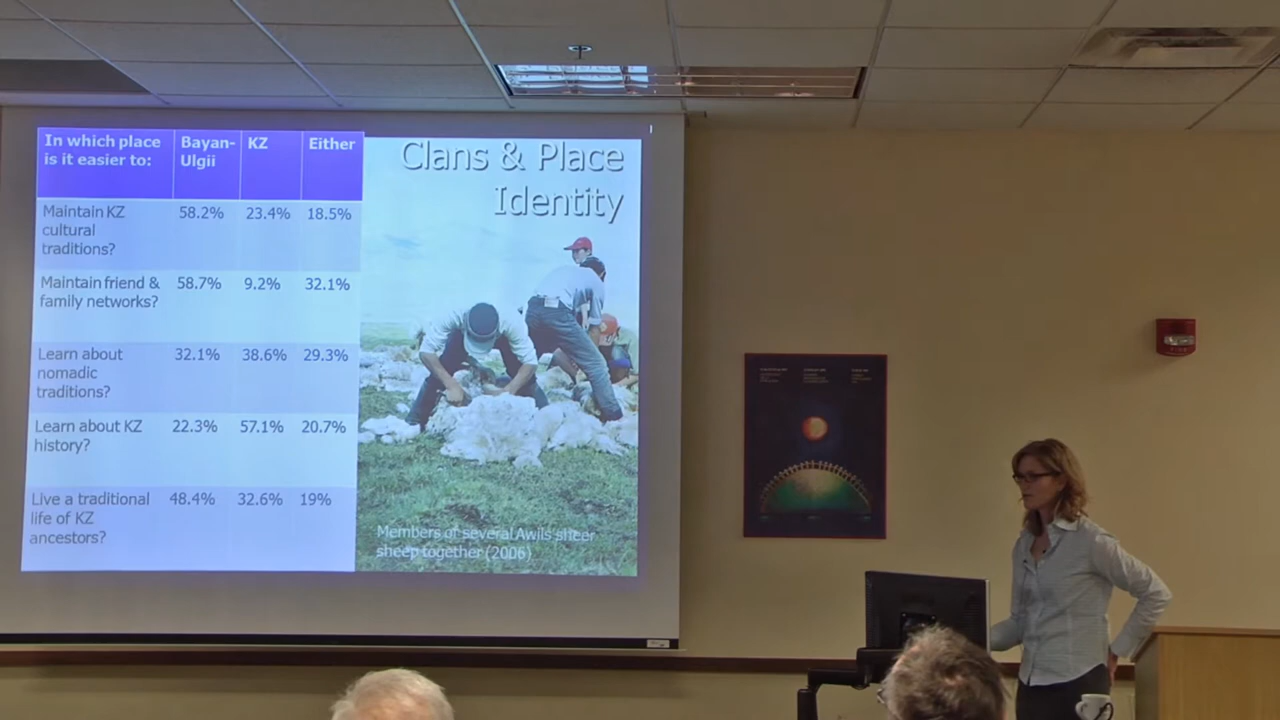 In which place
is it easier to:
Bayan-
Ulgii
KZ
Either
Maintain KZ
cultural
traditions?
58.2% 23.4% 18.5%
Maintain friend &
family networks?
58.7% 9.2% 32.1%
Learn about
nomadic
traditions?
32.1% 38.6% 29.3%
Learn about KZ
history?
22.3% 57.1% 20.7%
Live a traditional
life of KZ
ancestors?
48.4% 32.6% 19%
Clans & Place
Identity
Members of several Awils sheer
sheep together (2006)
FIRE